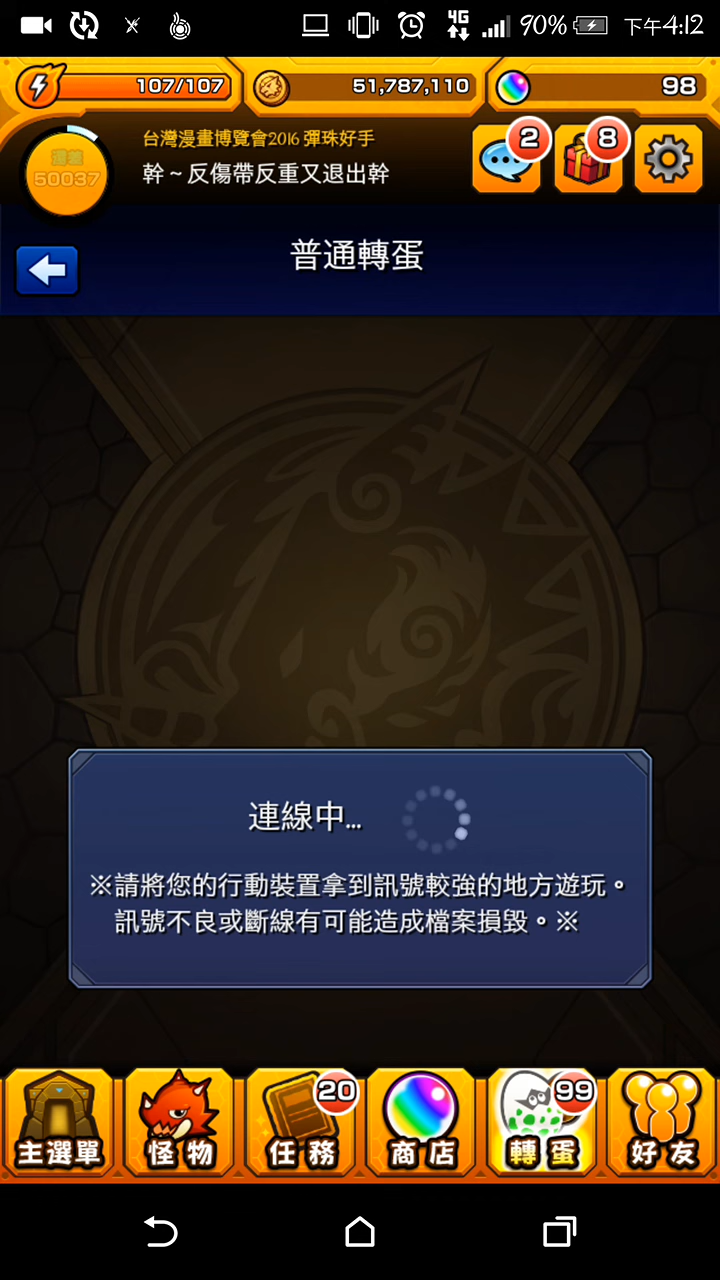 4G
90%
下午4:12
107/107
51,787,110
98
台灣漫畫博覽會2016 彈珠好手
幹~反傷帶反重又退出幹
50037
2
8
普通轉蛋
連線中...
※請將您的行動裝置拿到訊號較強的地方遊玩。
訊號不良或斷線有可能造成檔案損毀。※
20
99
主選單
怪物
任務
商店
轉蛋
好友